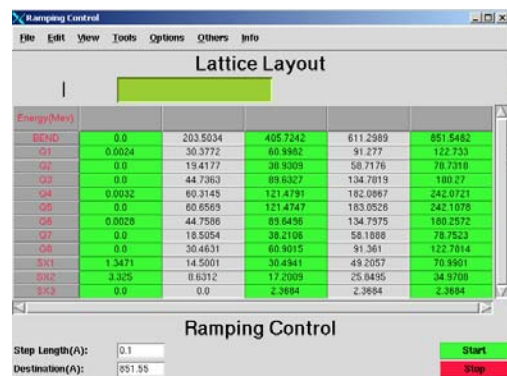 Ramping Control
File Edit View Tools Options Others Info
Lattice Layout
Energy(Mev)
BEND 0.0 203.5034 405.7242 611.2989 851.5482
Q1 0.0024 30.3772 60.9982 91.277 122.733
Q2 0.0 19.4177 38.9309 58.7176 78.7318
Q3 0.0 44.7363 89.6327 134.7819 180.27
Q4 0.0032 60.3145 121.4791 182.0867 242.0721
Q5 0.0 60.6569 121.4747 183.0526 242.1078
Q6 0.0028 44.7586 89.6496 134.7975 180.2572
Q7 0.0 18.5054 38.2106 58.1888 78.7523
Q8 0.0 30.4631 60.9015 91.361 122.7814
SX1 1.3471 14.5001 30.4941 49.2057 70.9901
SX2 3.325 8.6312 17.2009 25.8495 34.9708
SX3 0.0 0.0 2.3684 2.3684 2.3684
Ramping Control
Step Length(A): 0.1 Start
Destination(A): 851.55 Stop